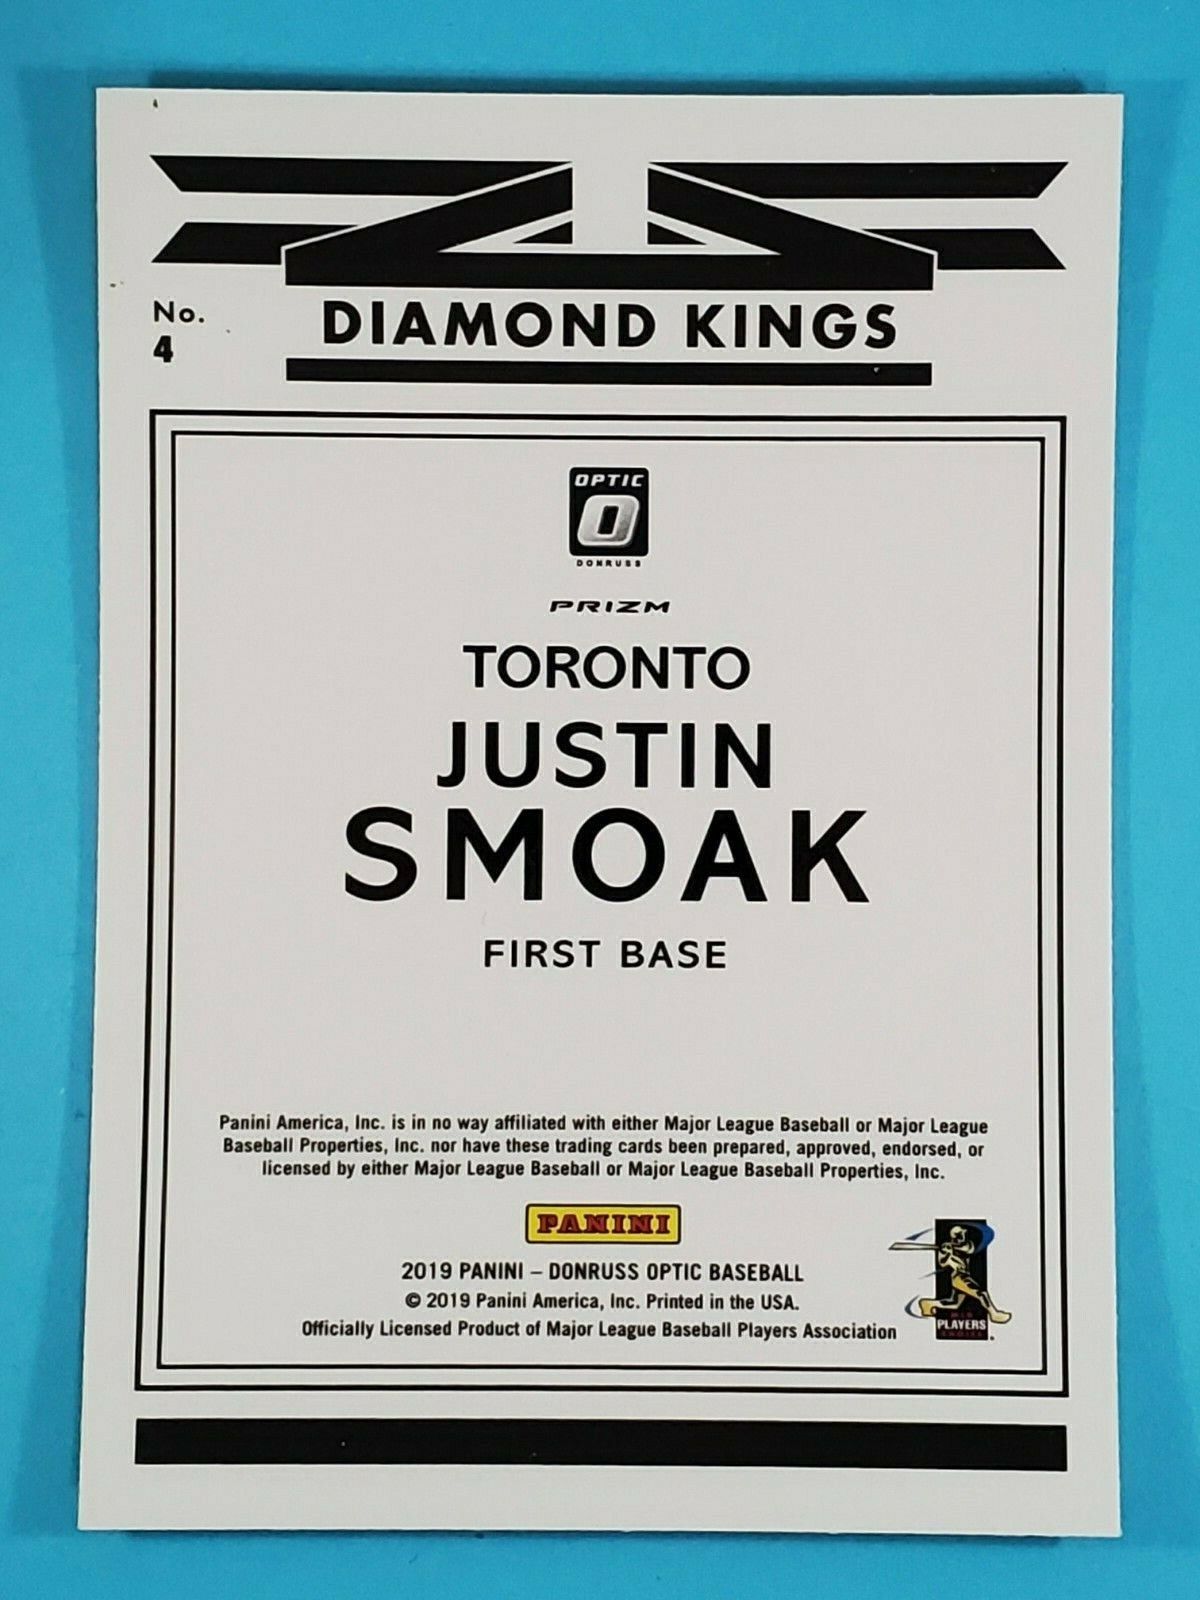 No.
4
DIAMOND KINGS
OPTIC
O
DONRUSS
PRIZM
TORONTO
JUSTIN
SMOAK
FIRST BASE
Panini America, Inc. is in no way affiliated with either Major League Baseball or Major League
Baseball Properties, Inc. nor have these trading cards been prepared, approved, endorsed, or
licensed by either Major League Baseball or Major League Baseball Properties, Inc.
PANINI
2019 PANINI – DONRUSS OPTIC BASEBALL
© 2019 Panini America, Inc. Printed in the USA.
Officially Licensed Product of Major League Baseball Players Association
MLB
PLAYERS
CHOICE